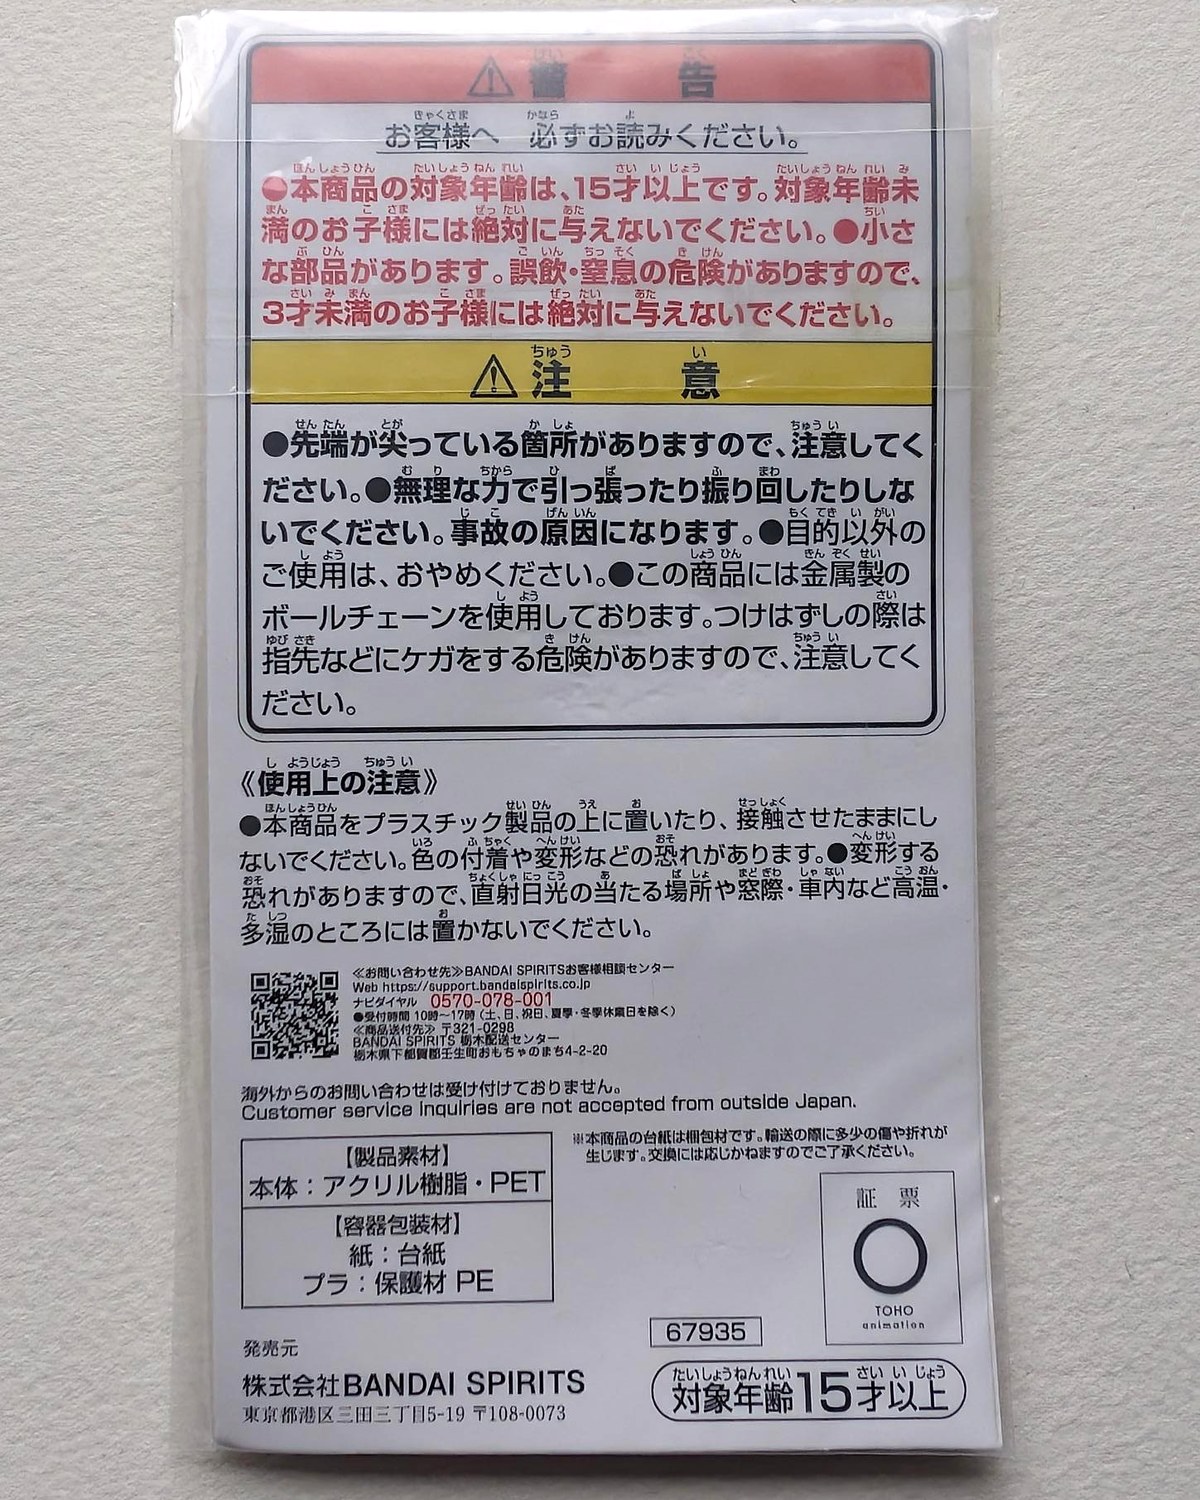 警告
お客様へ 必ずお読みください。
●本商品の対象年齢は、15才以上です。対象年齢未
満のお子様には絶対に与えないでください。●小さ
な部品があります。誤飲・窒息の危険がありますので、
3才未満のお子様には絶対に与えないでください。
注意
●先端が尖っている箇所がありますので、注意してく
ださい。●無理な力で引っ張ったり振り回したりしな
いでください。事故の原因になります。●目的以外の
ご使用は、おやめください。●この商品には金属製の
ボールチェーンを使用しております。つけはずしの際は
指先などにケガをする危険がありますので、注意してく
ださい。
《使用上の注意》
●本商品をプラスチック製品の上に置いたり、接触させたままにし
ないでください。色の付着や変形などの恐れがあります。●変形する
恐れがありますので、直射日光の当たる場所や窓際・車内など高温・
多湿のところには置かないでください。
≪お問い合わせ先≫BANDAI SPIRITSお客様相談センター
Web https://support.bandaispirits.co.jp
ナビダイヤル 0570-078-001
●受付時間 10時~17時（土、日、祝日、夏季・冬季休業日を除く）
≪商品送付先≫ 〒321-0298
BANDAI SPIRITS 栃木配送センター
栃木県下都賀郡壬生町おもちゃのまち4-2-20
海外からのお問い合わせは受け付けておりません。
Customer service inquiries are not accepted from outside Japan.
【製品素材】
本体：アクリル樹脂・PET
【容器包装材】
紙：台紙
プラ：保護材 PE
※本商品の台紙は梱包材です。輸送の際に多少の傷や折れが
生じます。交換には応じかねますのでご了承ください。
証票
TOHO
animation
67935
発売元
株式会社BANDAI SPIRITS
東京都港区三田三丁目5-19 〒108-0073
対象年齢15才以上